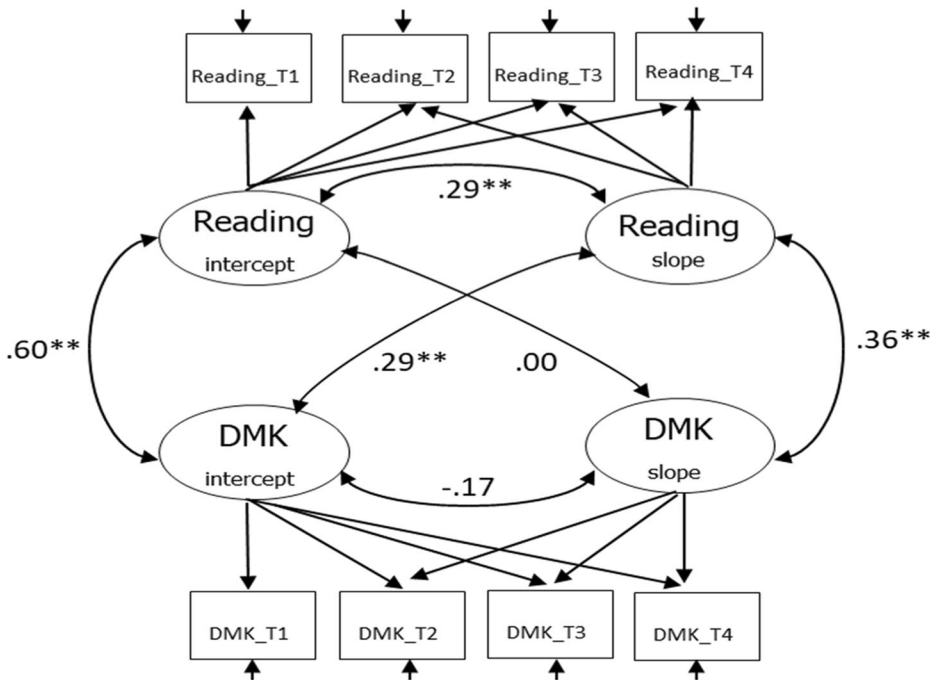 Reading_T1
Reading_T2
Reading_T3
Reading_T4
.29**
Reading
intercept
Reading
slope
.60**
.29**
.00
.36**
DMK
intercept
DMK
slope
-.17
DMK_T1
DMK_T2
DMK_T3
DMK_T4